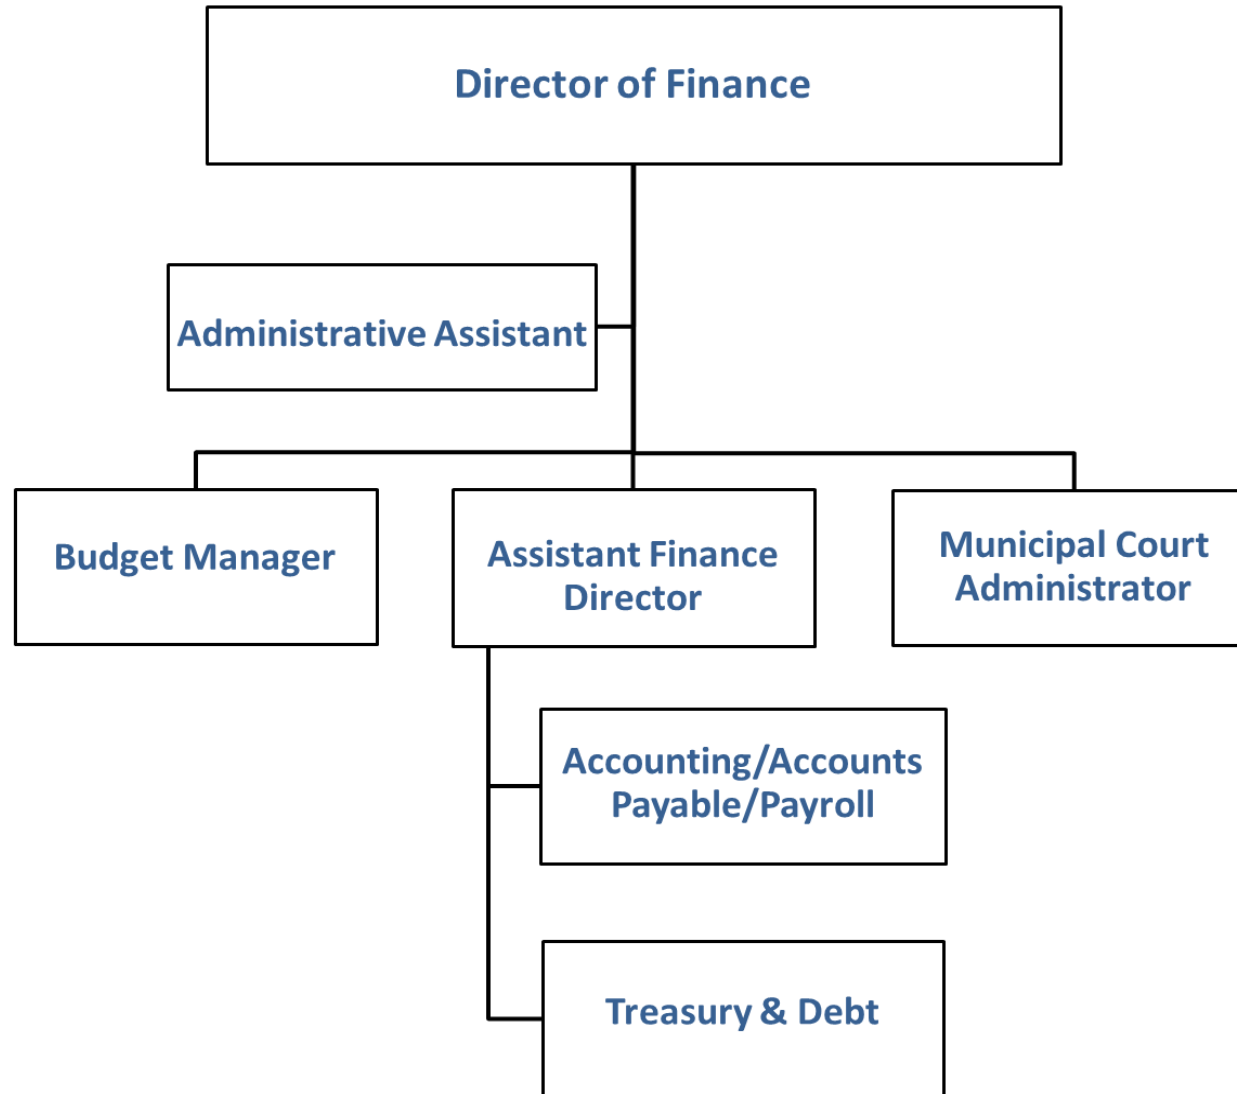 Director of Finance
Administrative Assistant
Budget Manager
Assistant Finance
Director
Municipal Court
Administrator
Accounting/Accounts
Payable/Payroll
Treasury & Debt